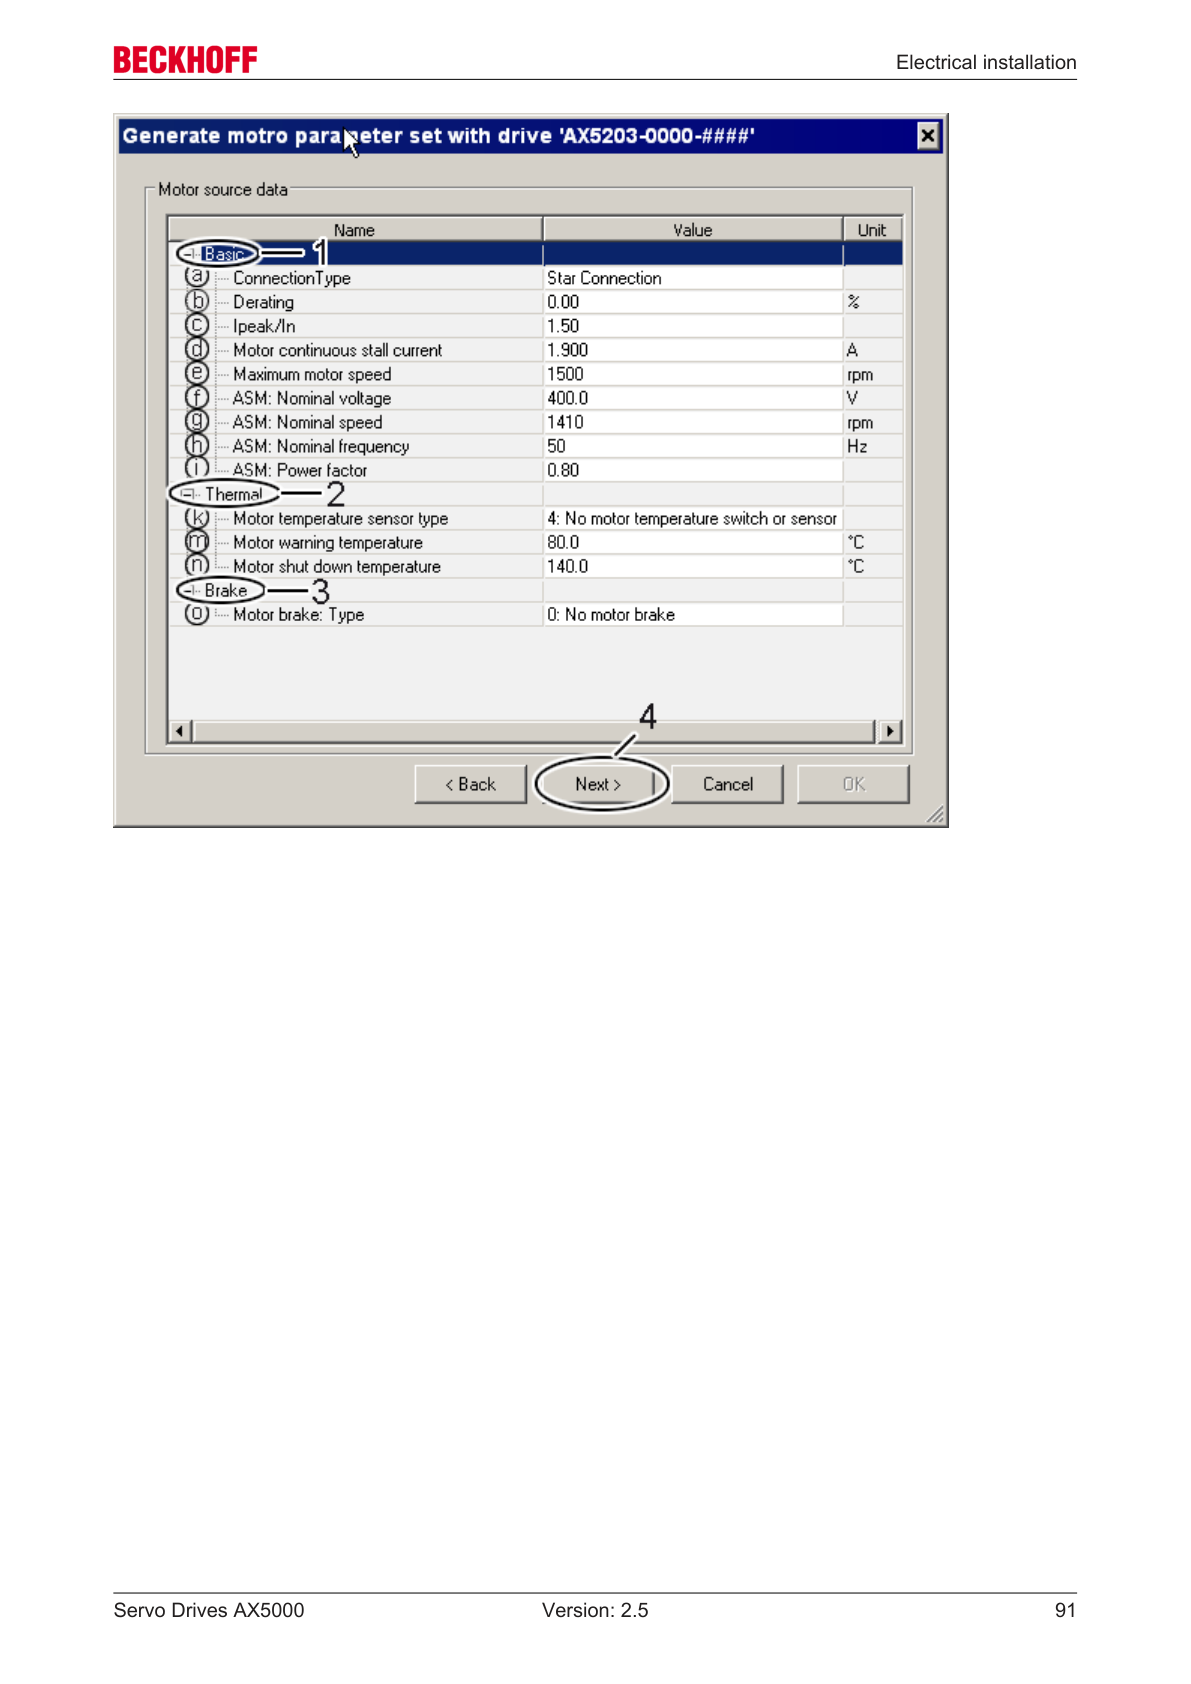 BECKHOFF
Electrical installation
Generate motro parameter set with drive 'AX5203-0000-####'
Motor source data
Name Value Unit
Basic 1
a ConnectionType Star Connection
b Derating 0.00 %
c Ipeak/In 1.50
d Motor continuous stall current 1.900 A
e Maximum motor speed 1500 rpm
f ASM: Nominal voltage 400.0 V
g ASM: Nominal speed 1410 rpm
h ASM: Nominal frequency 50 Hz
i ASM: Power factor 0.80
Thermal 2
k Motor temperature sensor type 4: No motor temperature switch or sensor
m Motor warning temperature 80.0 °C
n Motor shut down temperature 140.0 °C
Brake 3
o Motor brake: Type 0: No motor brake
4
< Back Next > Cancel OK
Servo Drives AX5000 Version: 2.5 91